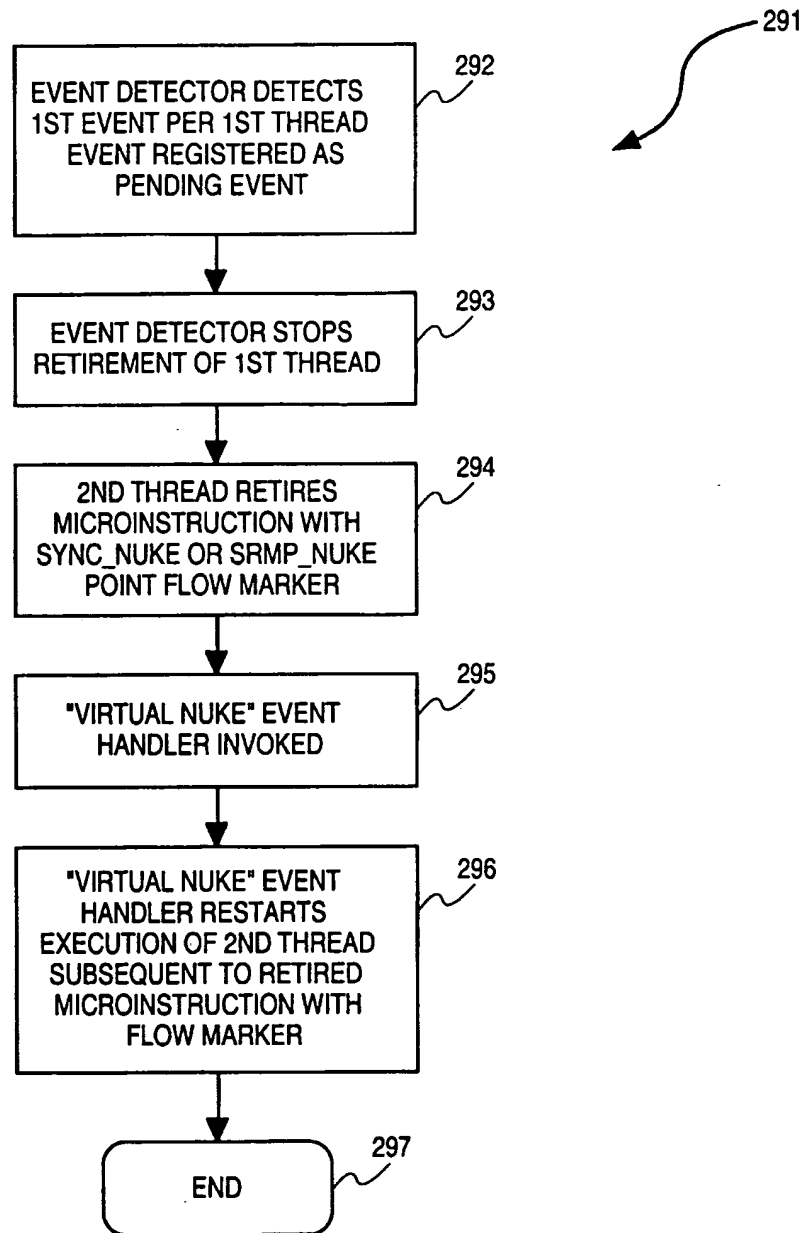 291
292
EVENT DETECTOR DETECTS
1ST EVENT PER 1ST THREAD
EVENT REGISTERED AS
PENDING EVENT
293
EVENT DETECTOR STOPS
RETIREMENT OF 1ST THREAD
294
2ND THREAD RETIRES
MICROINSTRUCTION WITH
SYNC_NUKE OR SRMP_NUKE
POINT FLOW MARKER
295
"VIRTUAL NUKE" EVENT
HANDLER INVOKED
296
"VIRTUAL NUKE" EVENT
HANDLER RESTARTS
EXECUTION OF 2ND THREAD
SUBSEQUENT TO RETIRED
MICROINSTRUCTION WITH
FLOW MARKER
297
END